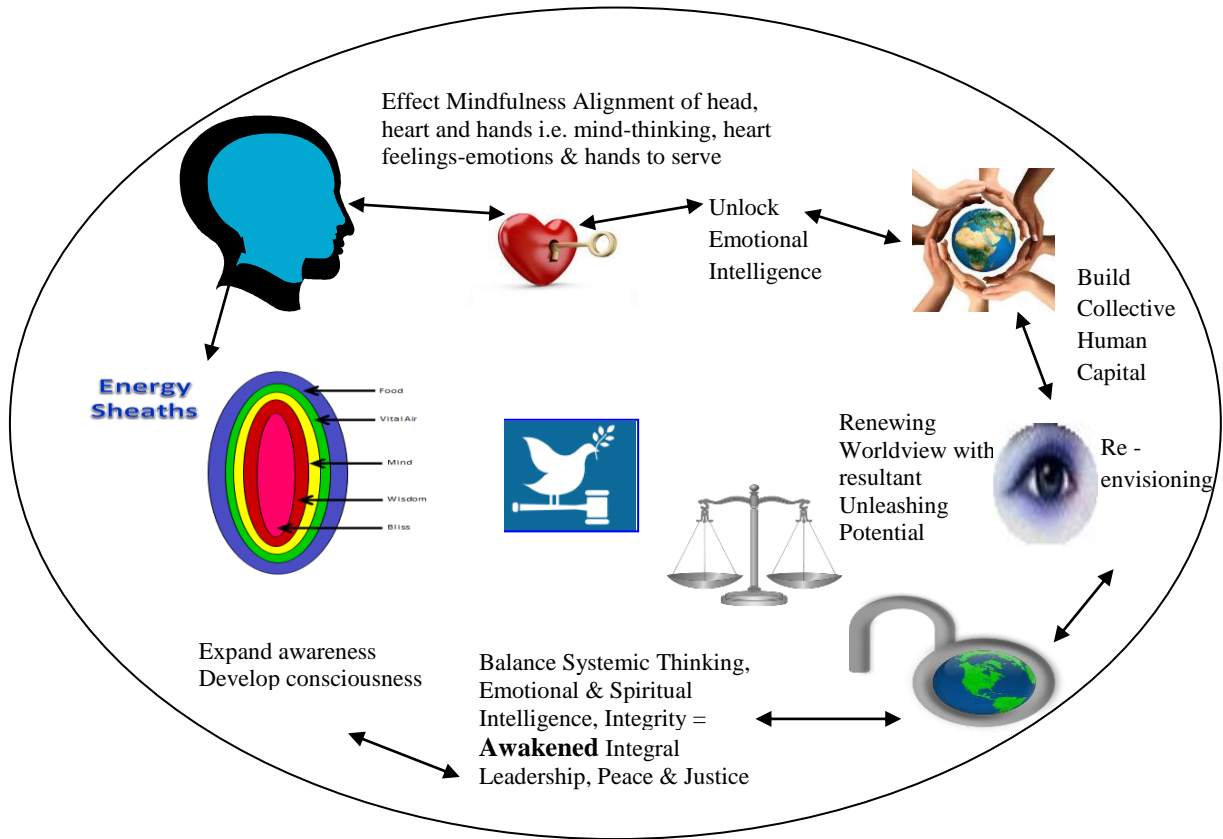 Effect Mindfulness Alignment of head,
heart and hands i.e. mind-thinking, heart
feelings-emotions & hands to serve
Unlock
Emotional
Intelligence
Build
Collective
Human
Capital
Energy
Sheaths
Food
Vital Air
Mind
Wisdom
Bliss
Renewing
Worldview with
resultant
Unleashing
Potential
Re -
envisioning
Expand awareness
Develop consciousness
Balance Systemic Thinking,
Emotional & Spiritual
Intelligence, Integrity =
Awakened Integral
Leadership, Peace & Justice